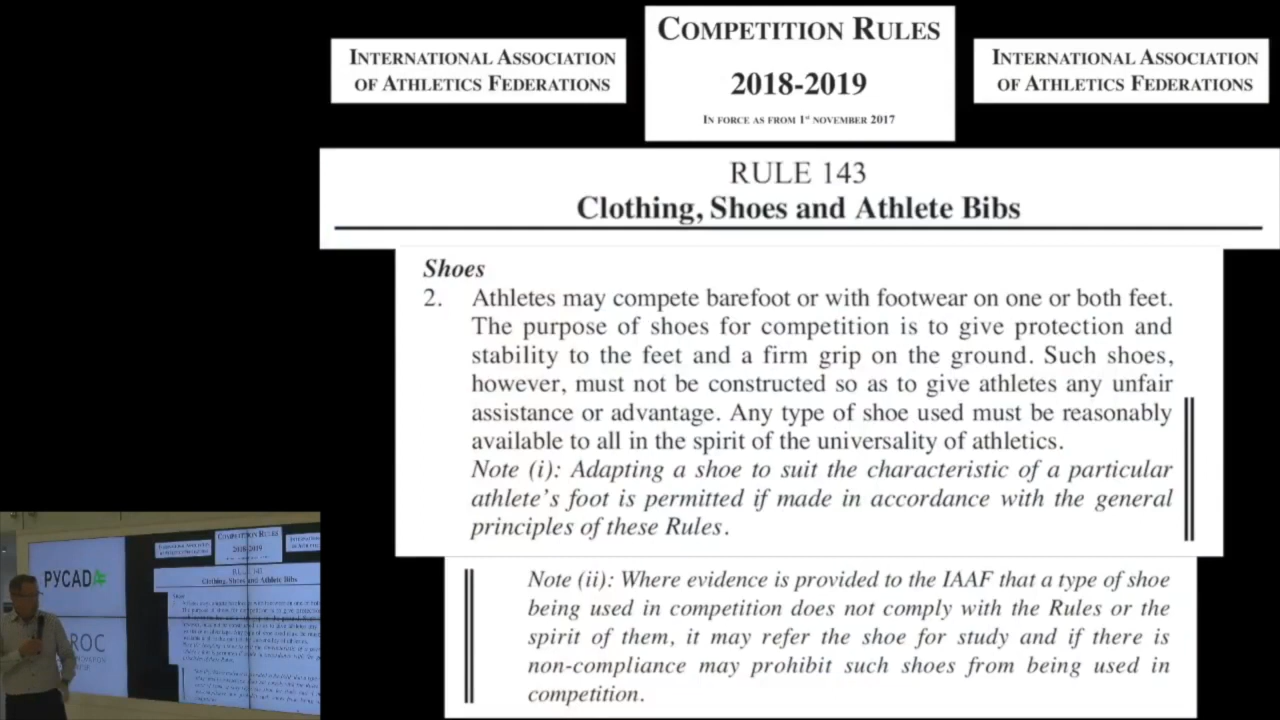 INTERNATIONAL ASSOCIATION
OF ATHLETICS FEDERATIONS
COMPETITION RULES
2018-2019
IN FORCE AS FROM 1st NOVEMBER 2017
INTERNATIONAL ASSOCIATION
OF ATHLETICS FEDERATIONS
RULE 143
Clothing, Shoes and Athlete Bibs
Shoes
2. Athletes may compete barefoot or with footwear on one or both feet.
The purpose of shoes for competition is to give protection and
stability to the feet and a firm grip on the ground. Such shoes,
however, must not be constructed so as to give athletes any unfair
assistance or advantage. Any type of shoe used must be reasonably
available to all in the spirit of the universality of athletics.
Note (i): Adapting a shoe to suit the characteristic of a particular
athlete's foot is permitted if made in accordance with the general
principles of these Rules.
Note (ii): Where evidence is provided to the IAAF that a type of shoe
being used in competition does not comply with the Rules or the
spirit of them, it may refer the shoe for study and if there is
non-compliance may prohibit such shoes from being used in
competition.
РУСАДА
COMPETITION RULES
2018-2019
RULE 143
Clothing, Shoes and Athlete Bibs
ROC